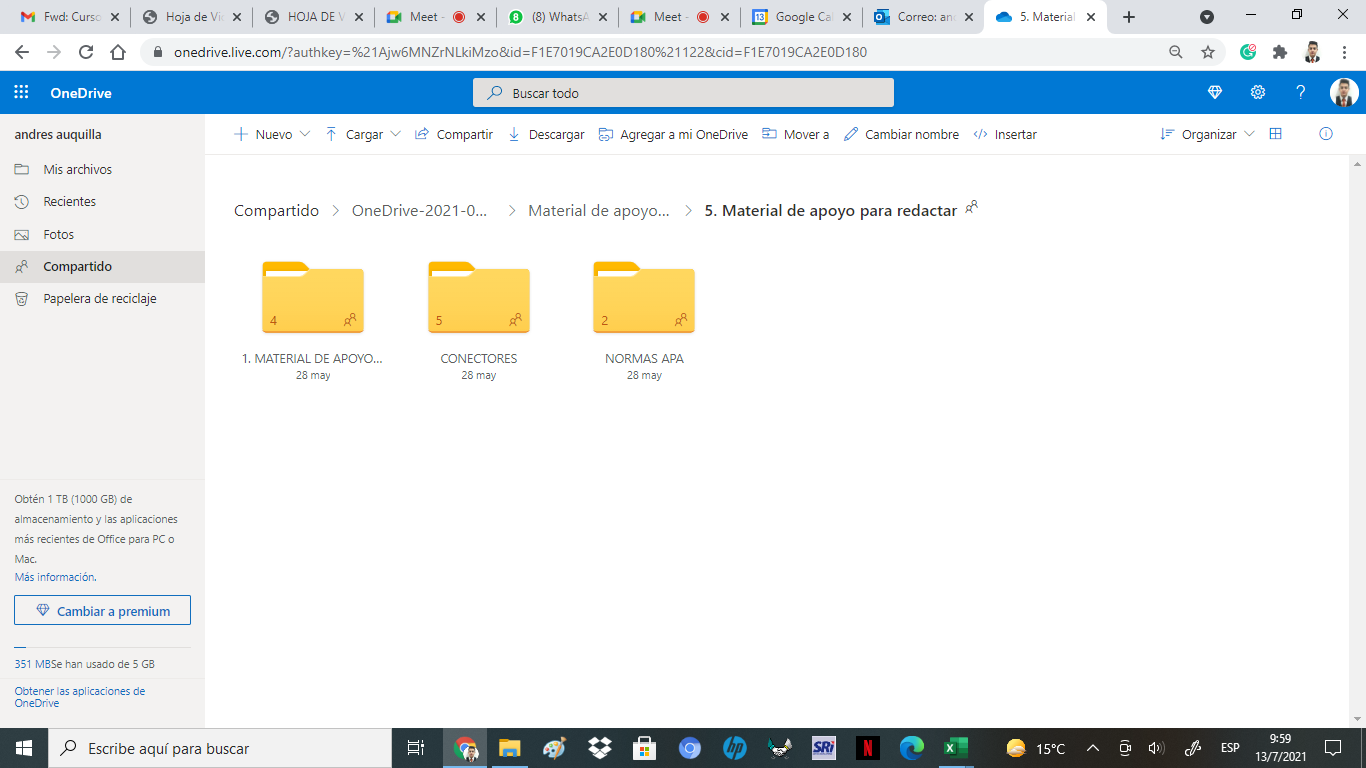 Fwd: Curso
Hoja de Vid
HOJA DE V
Meet -
(8) WhatsA
Meet -
Google Cal
Correo: and
5. Material
onedrive.live.com/?authkey=%21Ajw6MNZrNLkiMzo&id=F1E7019CA2E0D180%21122&cid=F1E7019CA2E0D180
OneDrive
Buscar todo
andres auquilla
Nuevo
Cargar
Compartir
Descargar
Agregar a mi OneDrive
Mover a
Cambiar nombre
Insertar
Organizar
Mis archivos
Recientes
Fotos
Compartido
Papelera de reciclaje
Compartido > OneDrive-2021-0... > Material de apoyo... > 5. Material de apoyo para redactar
4
5
2
1. MATERIAL DE APOYO...
28 may
CONECTORES
28 may
NORMAS APA
28 may
Obtén 1 TB (1000 GB) de
almacenamiento y las aplicaciones
más recientes de Office para PC o
Mac.
Más información.
Cambiar a premium
351 MBSe han usado de 5 GB
Obtener las aplicaciones de
OneDrive
Escribe aquí para buscar
SRi
N
15°C
ESP
9:59
13/7/2021